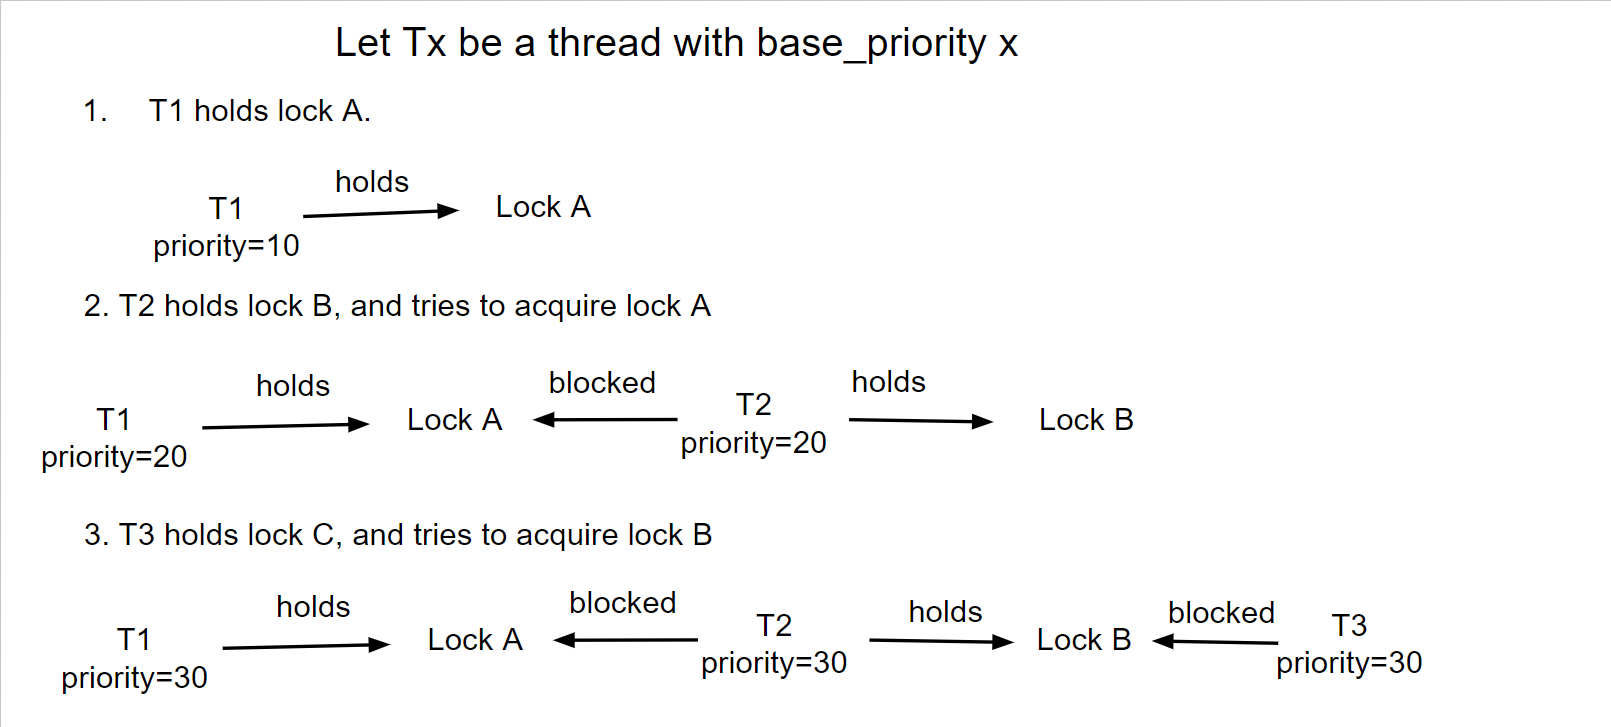 Let Tx be a thread with base_priority x
1. T1 holds lock A.
holds
T1
Lock A
priority=10
2. T2 holds lock B, and tries to acquire lock A
holds
blocked
holds
T1
Lock A
T2
Lock B
priority=20
priority=20
3. T3 holds lock C, and tries to acquire lock B
holds
blocked
holds
blocked
T1
Lock A
T2
Lock B
T3
priority=30
priority=30
priority=30